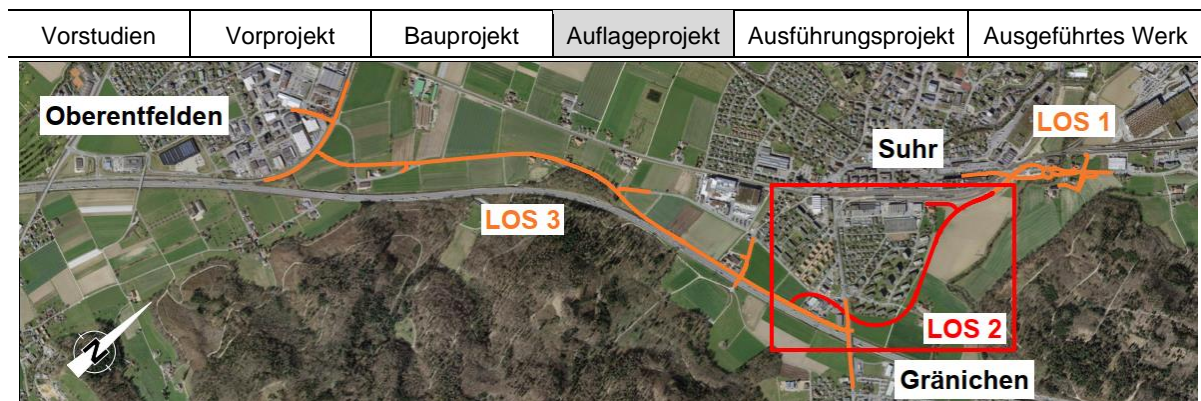 Vorstudien Vorprojekt Bauprojekt Auflageprojekt Ausführungsprojekt Ausgeführtes Werk
Oberentfelden
LOS 1
Suhr
LOS 3
LOS 2
N
Gränichen